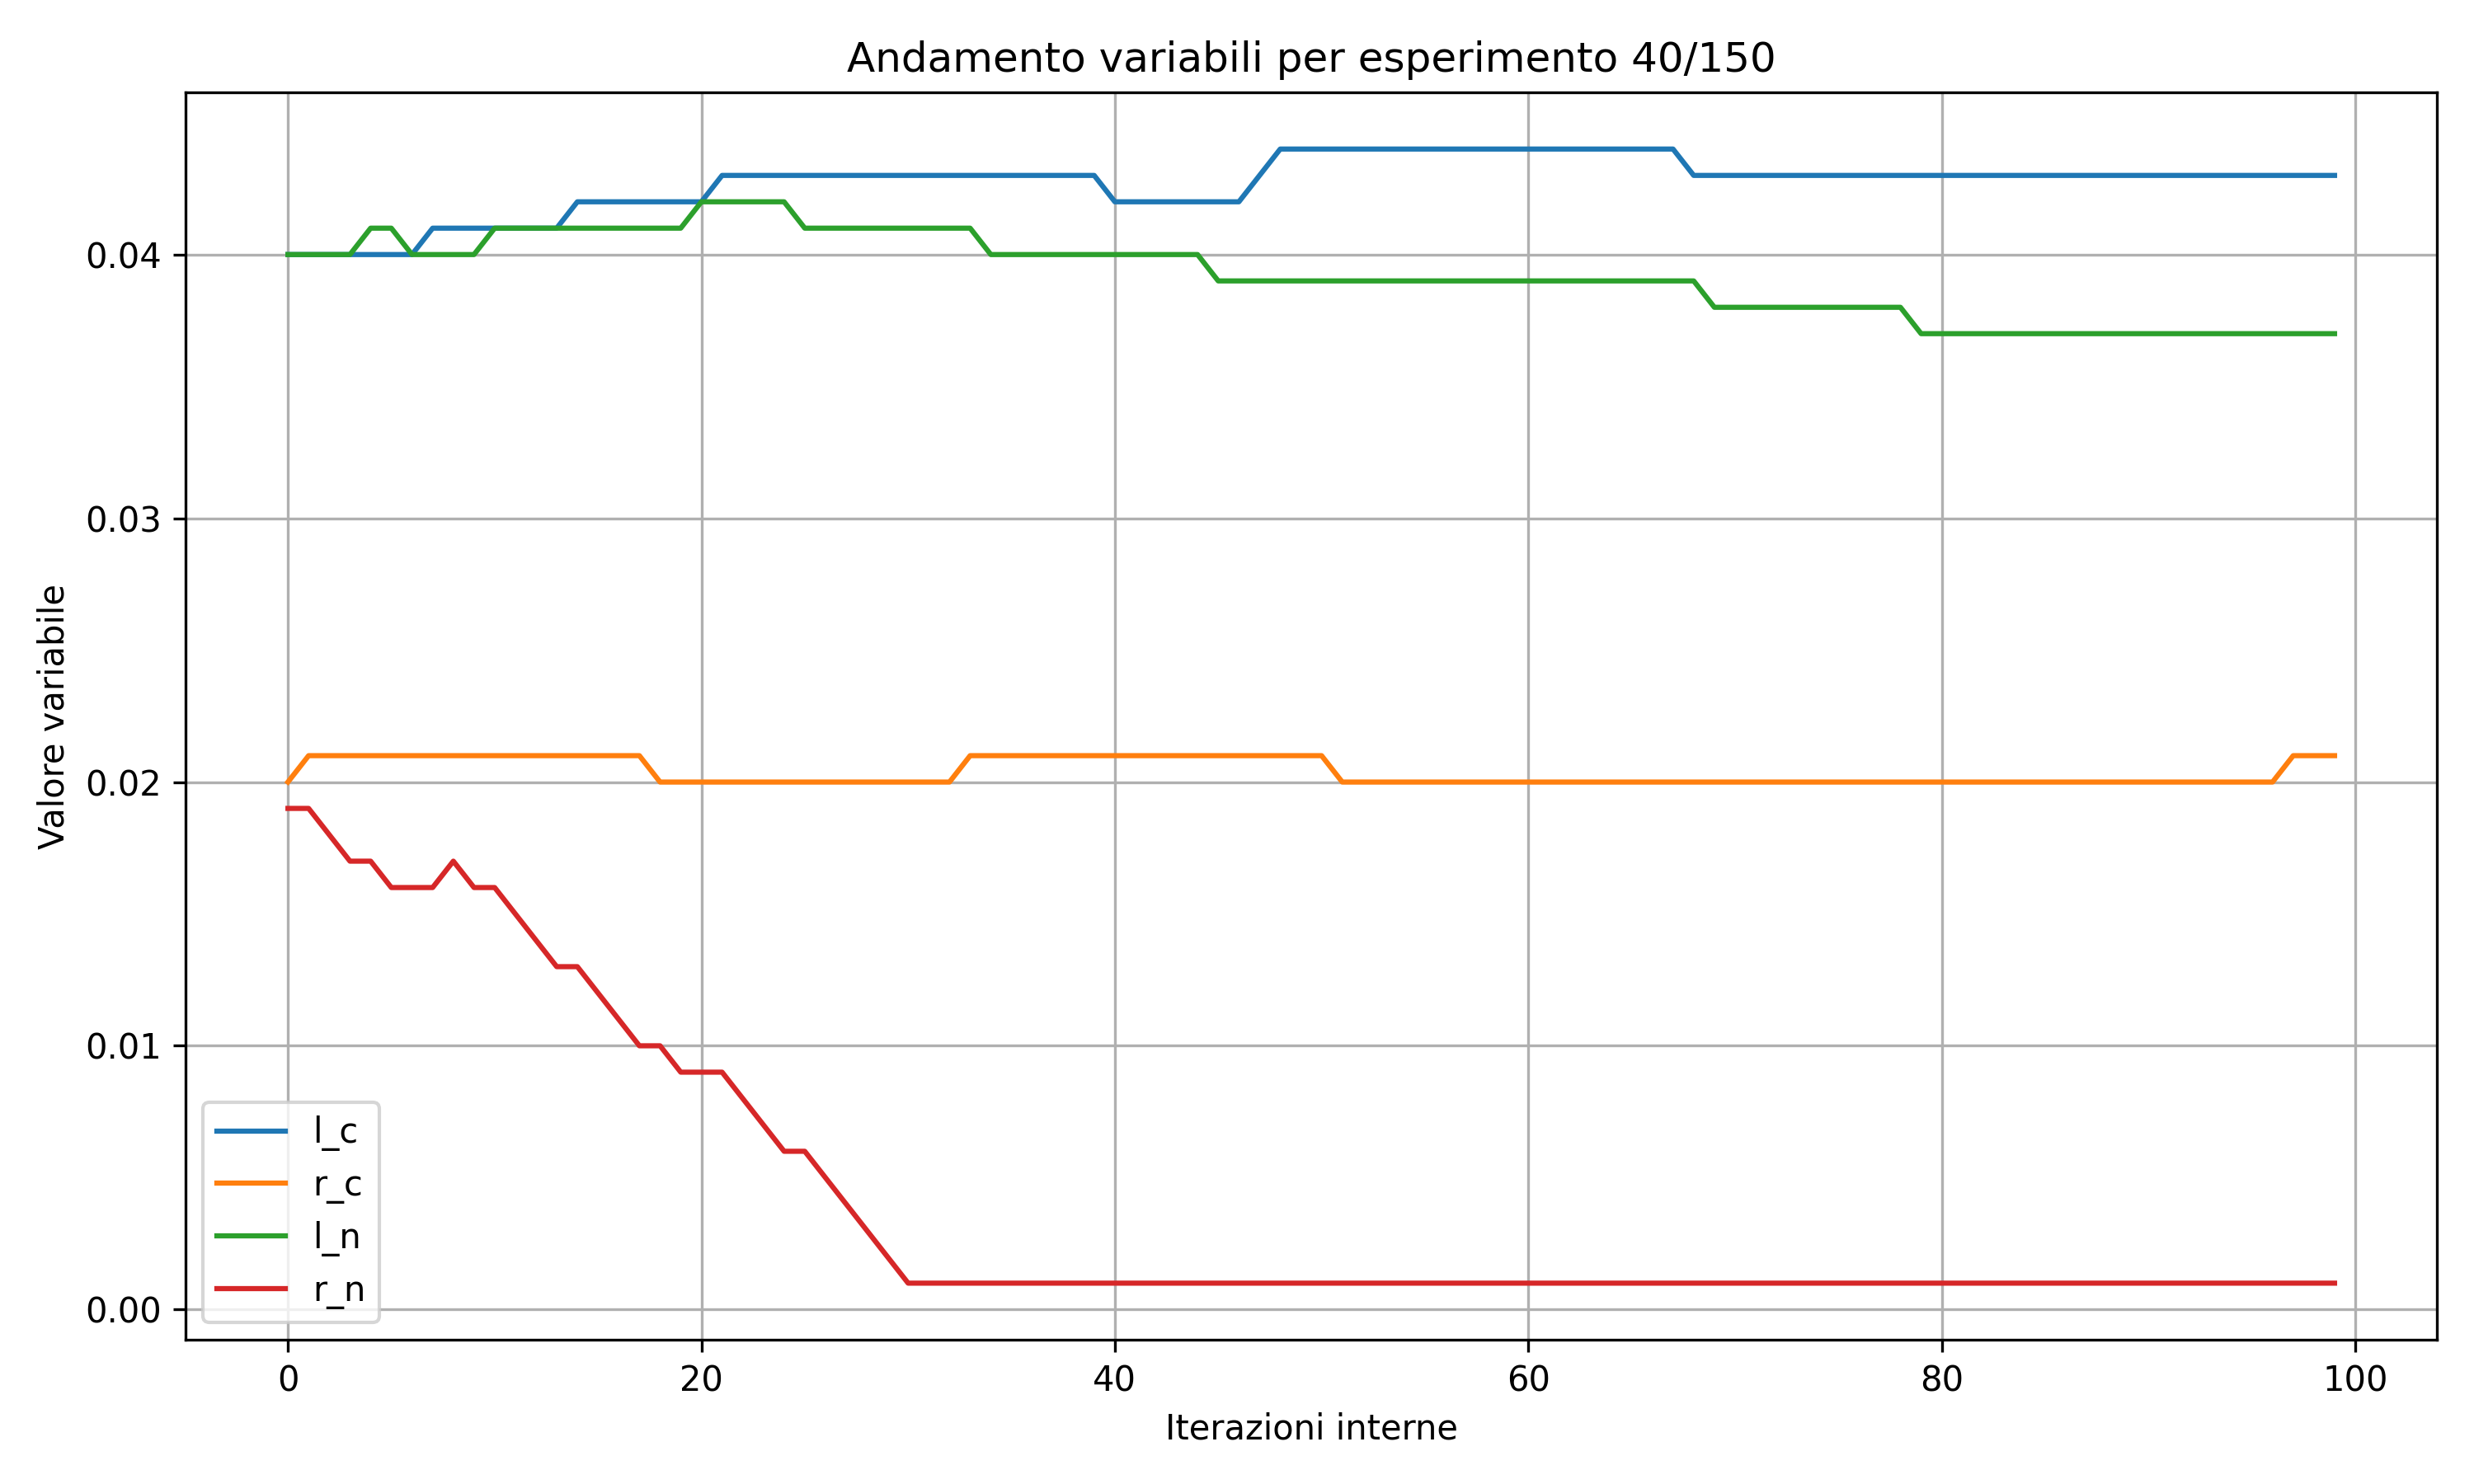 Andamento variabili per esperimento 40/150
Valore variabile
0.04
0.03
0.02
0.01
0.00
l_c
r_c
l_n
r_n
0 20 40 60 80 100
Iterazioni interne